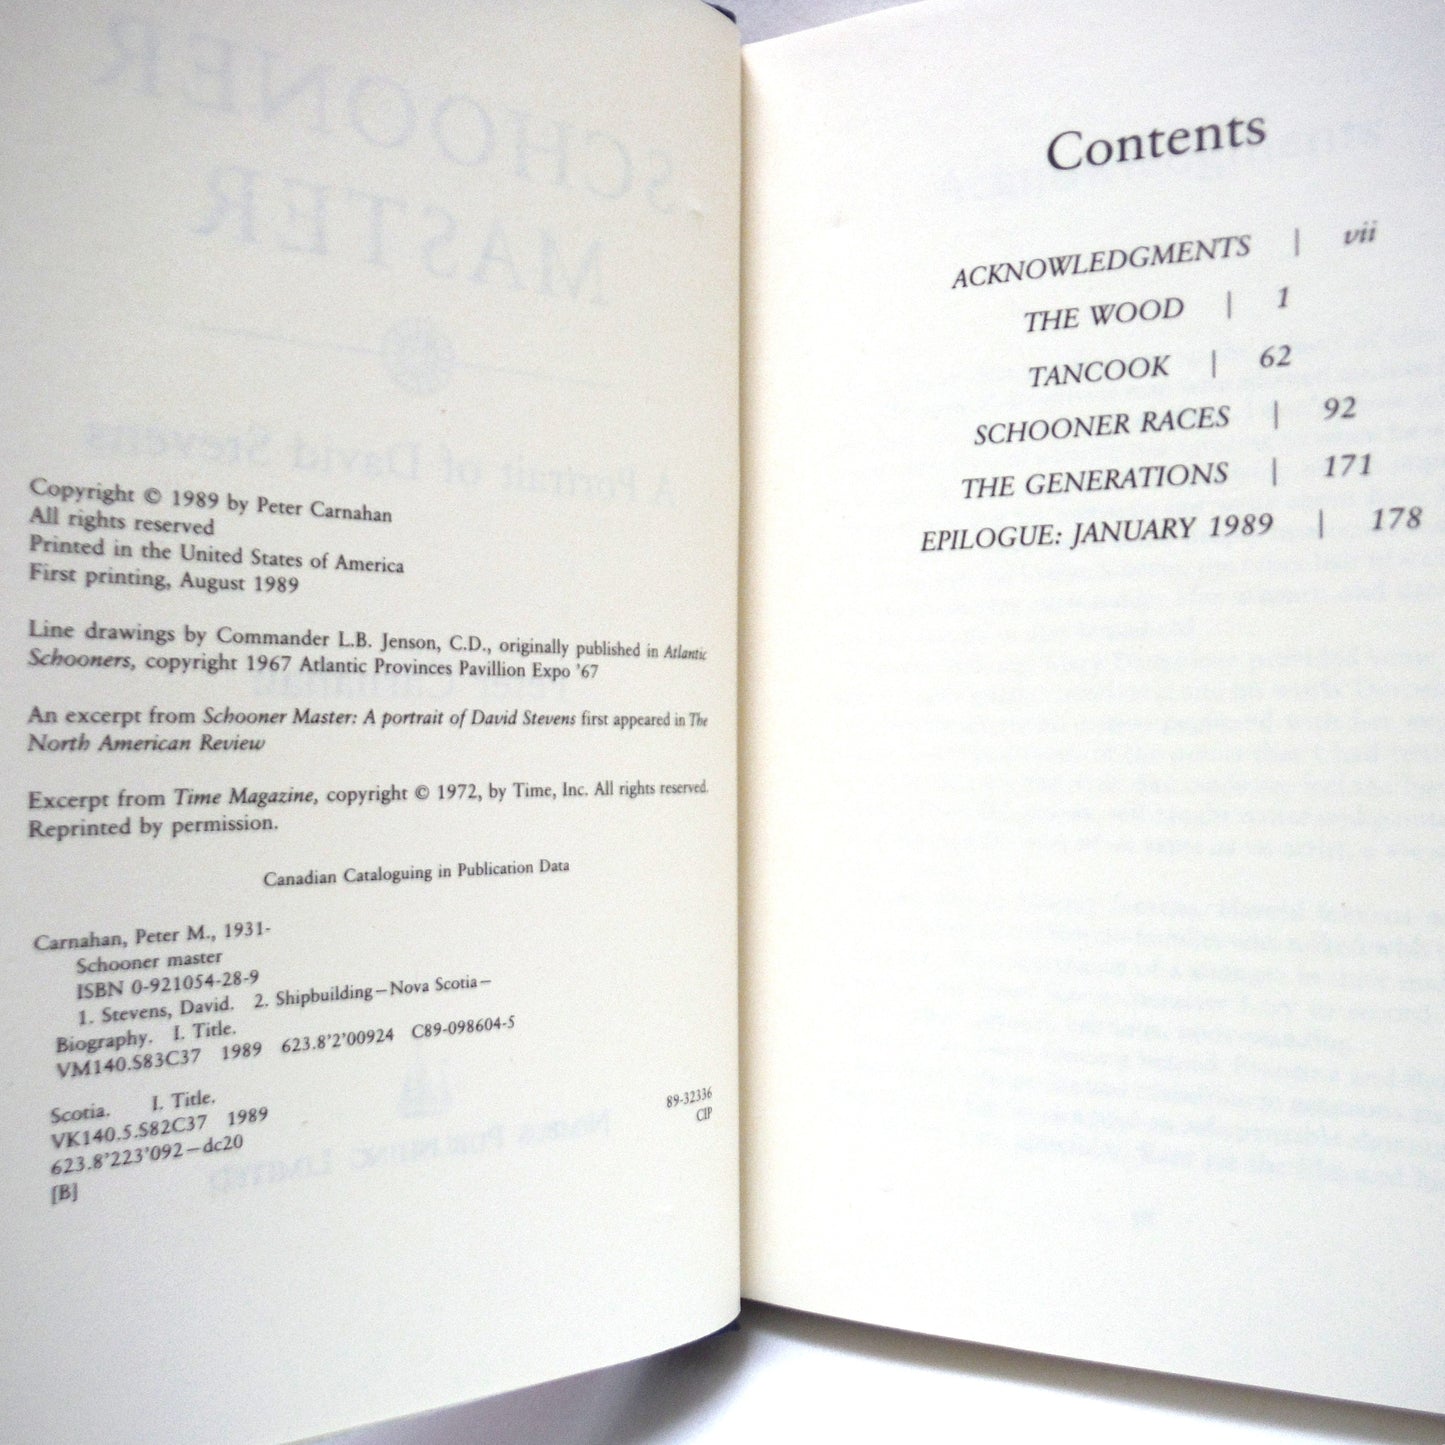 Copyright © 1989 by Peter Carnahan
All rights reserved
Printed in the United States of America
First printing, August 1989
Line drawings by Commander L.B. Jenson, C.D., originally published in Atlantic
Schooners, copyright 1967 Atlantic Provinces Pavillion Expo '67
An excerpt from Schooner Master: A portrait of David Stevens first appeared in The
North American Review
Excerpt from Time Magazine, copyright © 1972, by Time, Inc. All rights reserved.
Reprinted by permission.
Canadian Cataloguing in Publication Data
Carnahan, Peter M., 1931-
Schooner master
ISBN 0-921054-28-9
1. Stevens, David. 2. Shipbuilding—Nova Scotia—
Biography. I. Title.
VM140.S83C37 1989 623.8'2'00924 C89-098604-5
Scotia. I. Title.
VK140.5.S82C37 1989
623.8'223'092—dc20
[B]
89-32336
CIP
Contents
ACKNOWLEDGMENTS | vii
THE WOOD | 1
TANCOOK | 62
SCHOONER RACES | 92
THE GENERATIONS | 171
EPILOGUE: JANUARY 1989 | 178